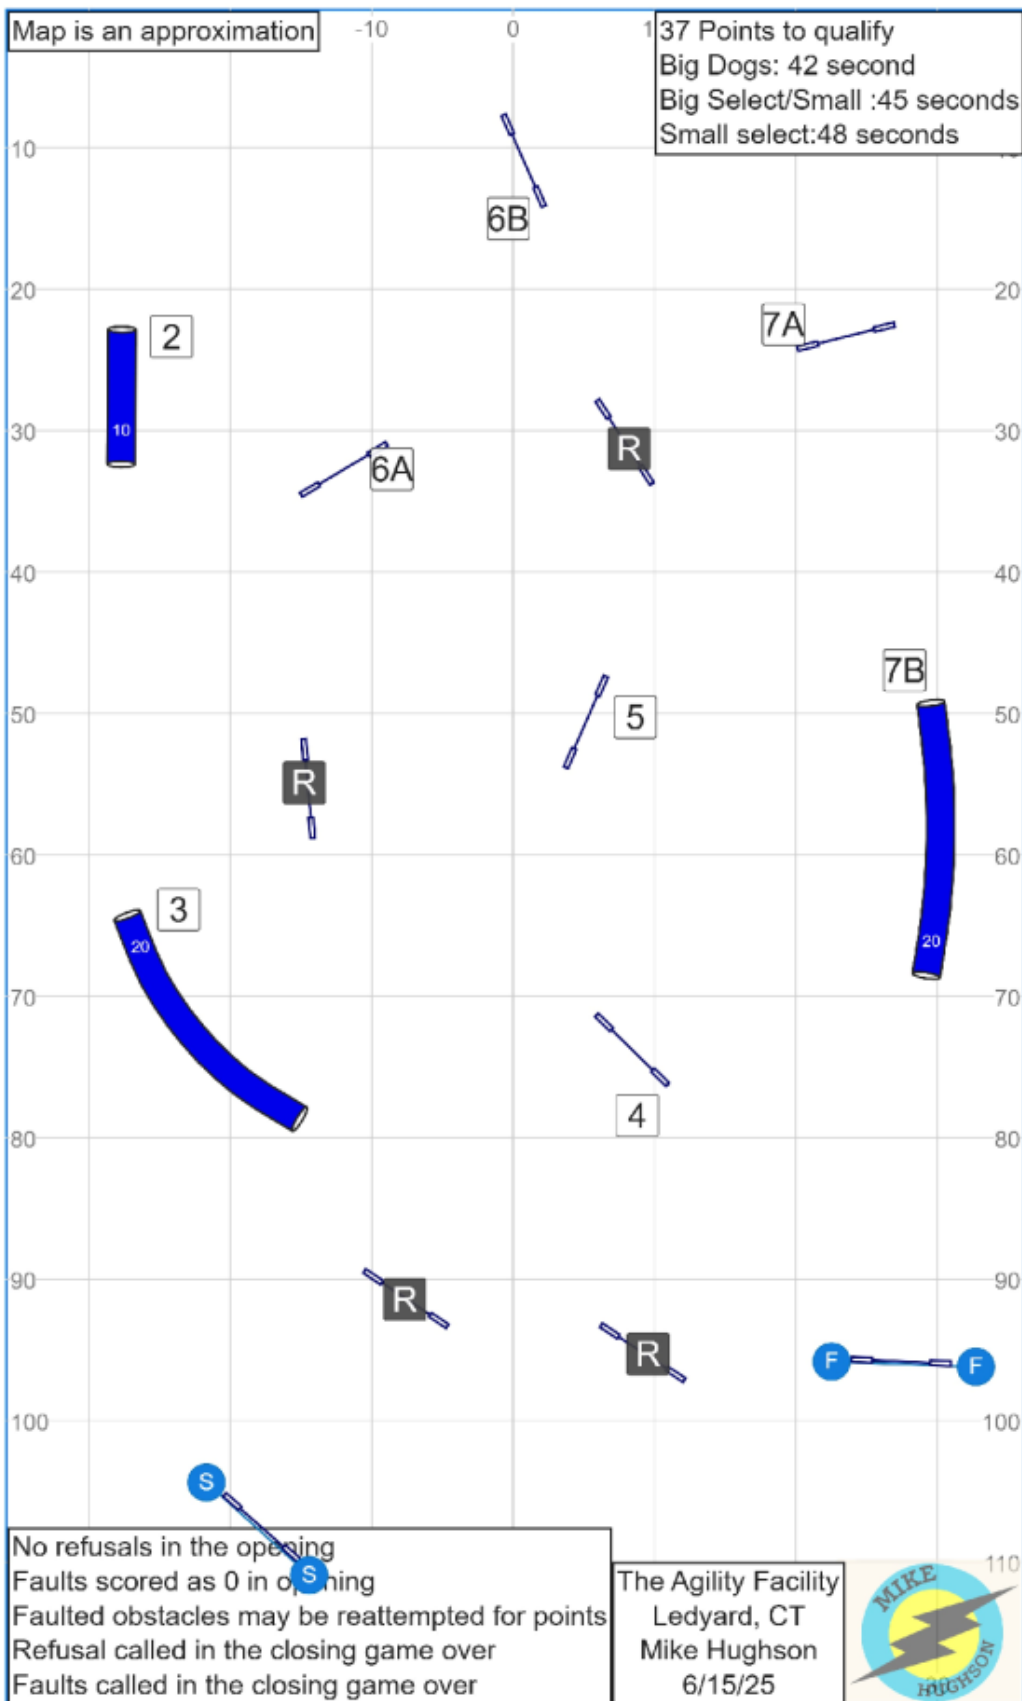 Map is an approximation
-10
0
1
37 Points to qualify
Big Dogs: 42 second
Big Select/Small :45 seconds
Small select:48 seconds
10
6B
20
20
2
7A
10
30
30
R
6A
40
40
7B
50
50
5
R
60
60
3
20
20
70
70
4
80
80
90
90
R
R
F
F
100
100
S
S
No refusals in the opening
Faults scored as 0 in opening
Faulted obstacles may be reattempted for points
Refusal called in the closing game over
Faults called in the closing game over
The Agility Facility
Ledyard, CT
Mike Hughson
6/15/25
110
MIKE
HUGHSON